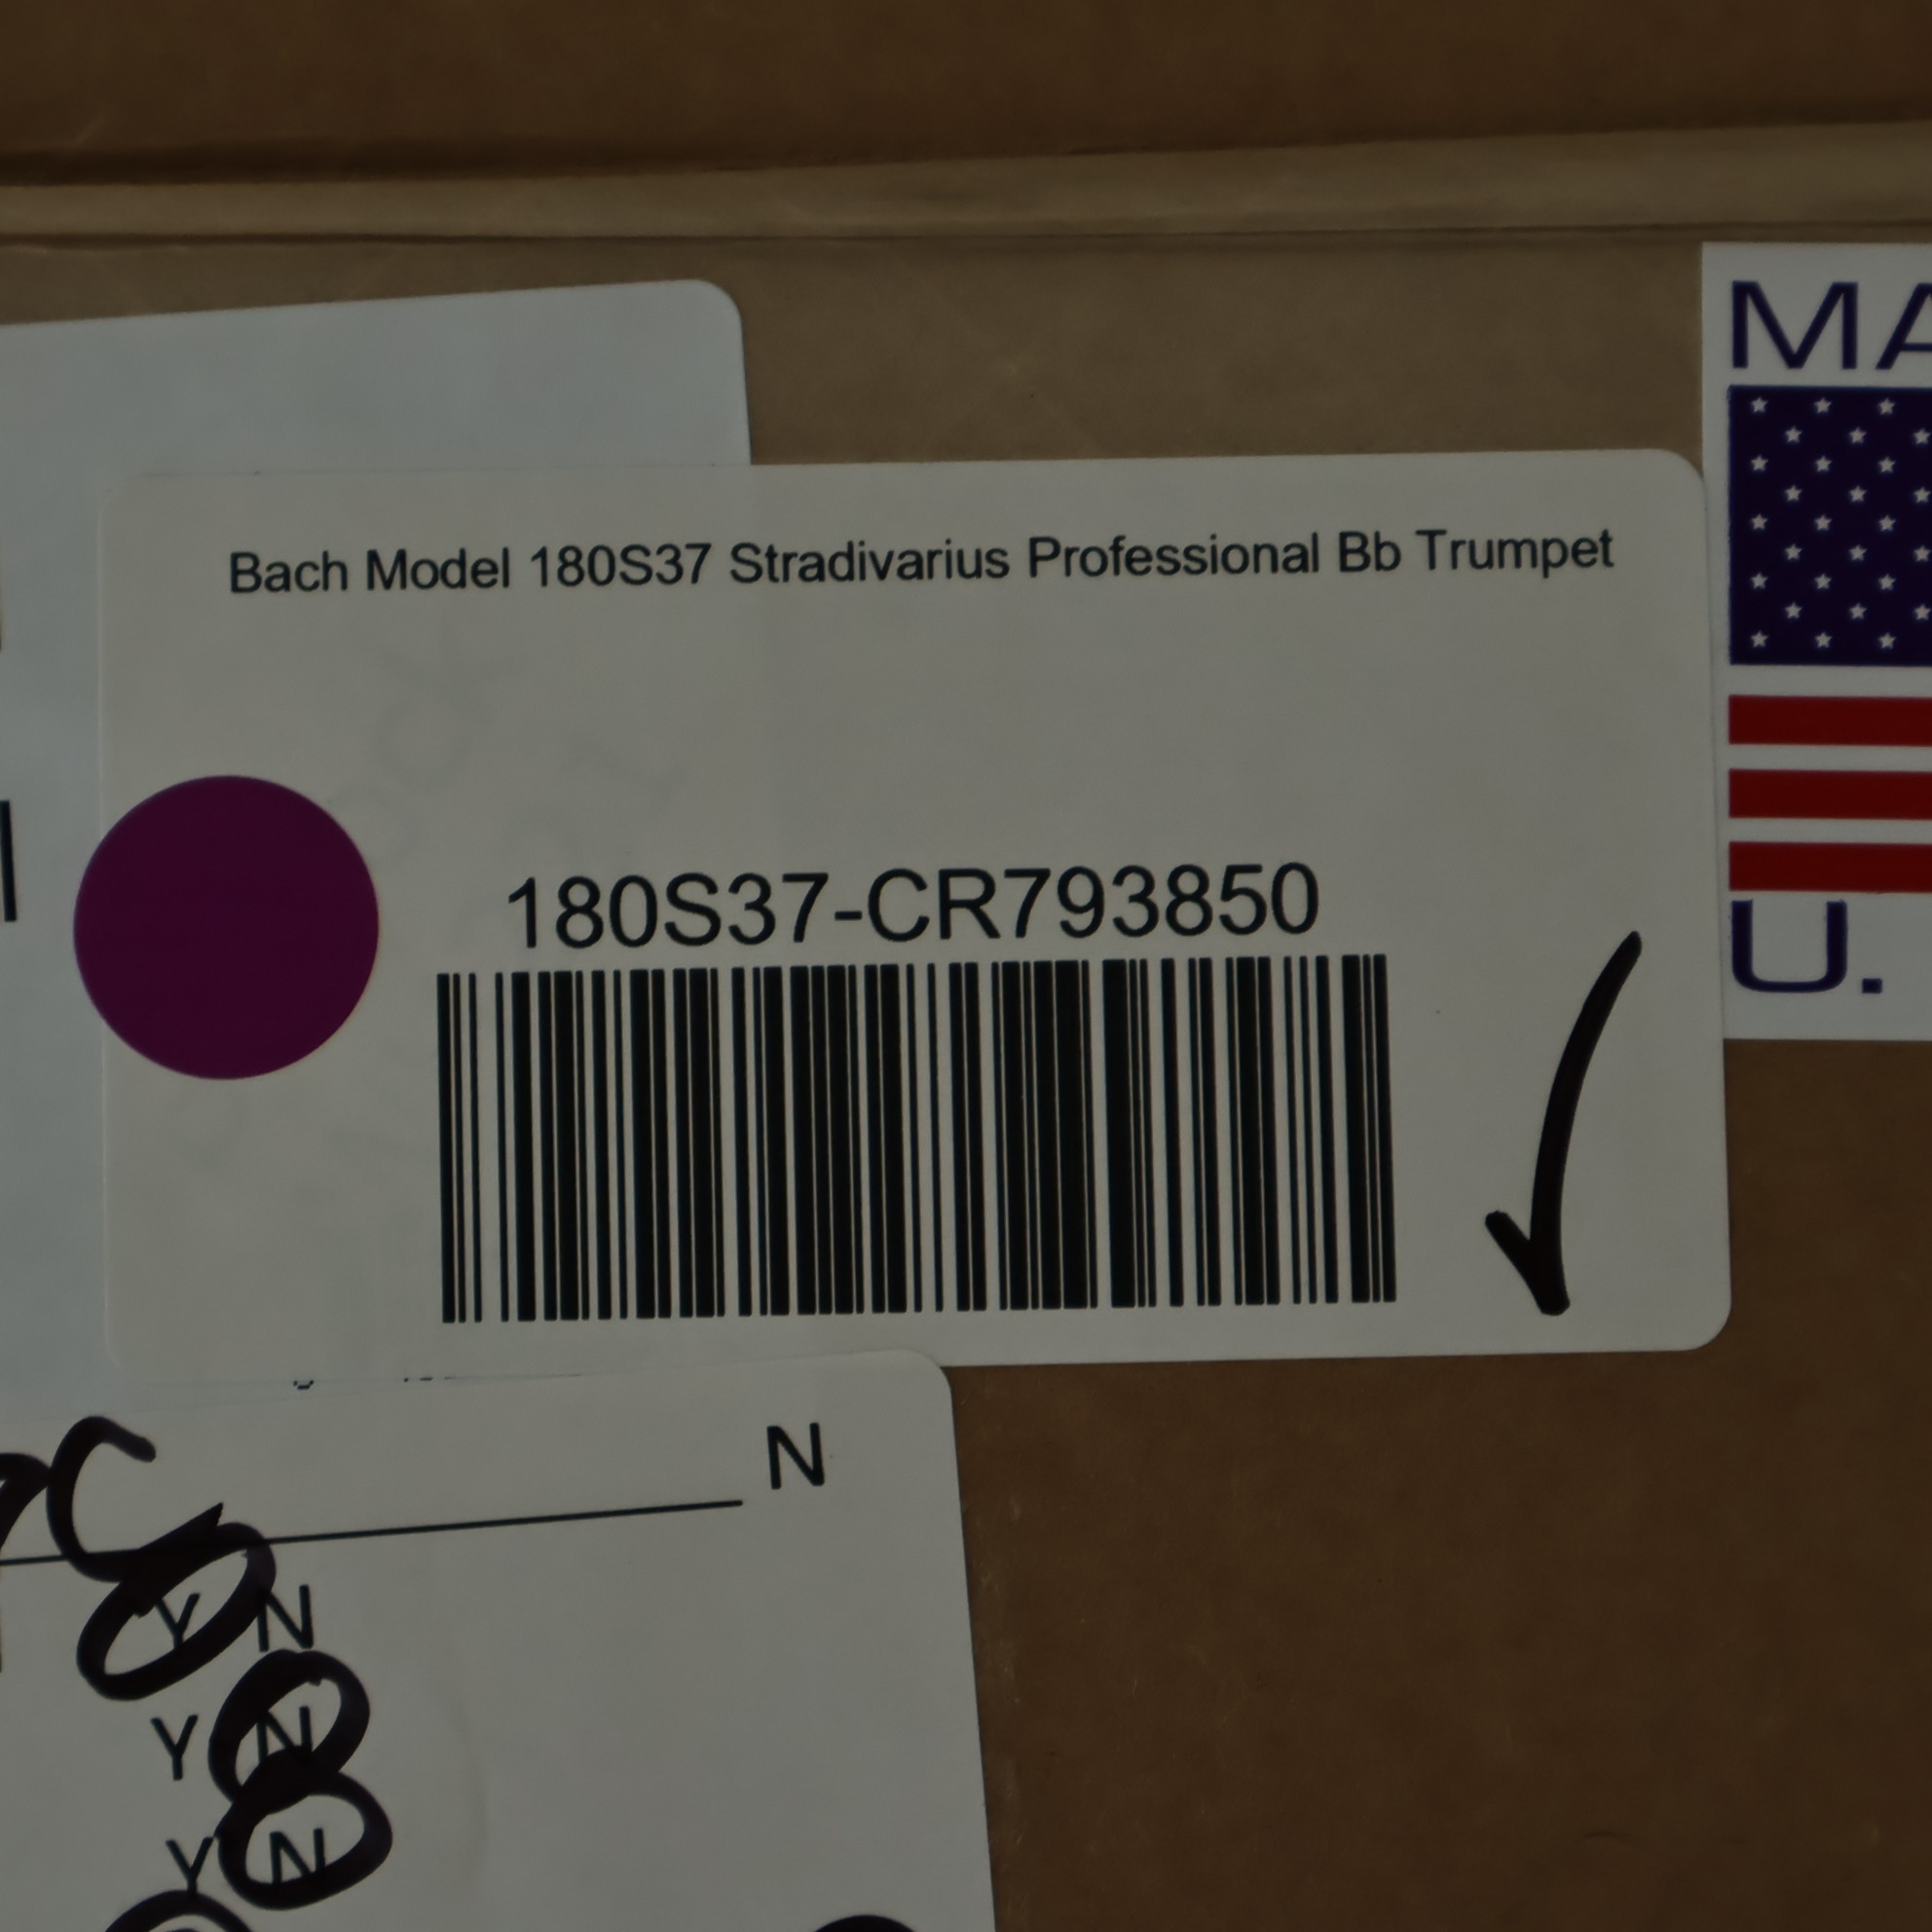 Bach Model 180S37 Stradivarius Professional Bb Trumpet
180S37-CR793850
MA
U.
N
Y N
Y N
Y N